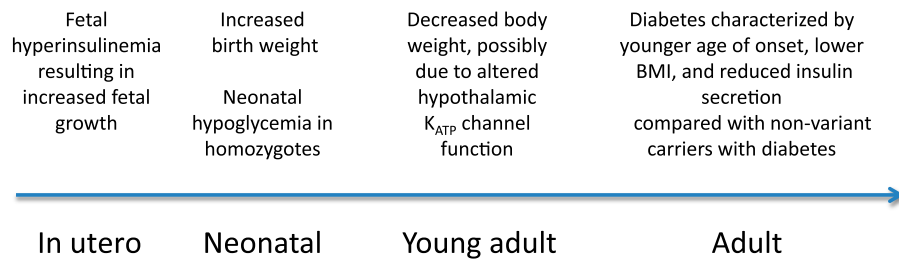 Fetal
hyperinsulinemia
resulting in
increased fetal
growth
Increased
birth weight
Neonatal
hypoglycemia in
homozygotes
Decreased body
weight, possibly
due to altered
hypothalamic
KATP channel
function
Diabetes characterized by
younger age of onset, lower
BMI, and reduced insulin
secretion
compared with non-variant
carriers with diabetes
In utero
Neonatal
Young adult
Adult